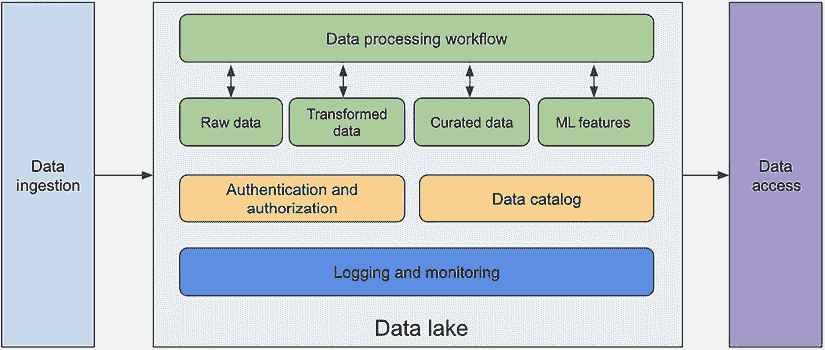 Data processing workflow
Raw data
Transformed
data
Curated data
ML features
Data
ingestion
Authentication and
authorization
Data catalog
Data
access
Logging and monitoring
Data lake